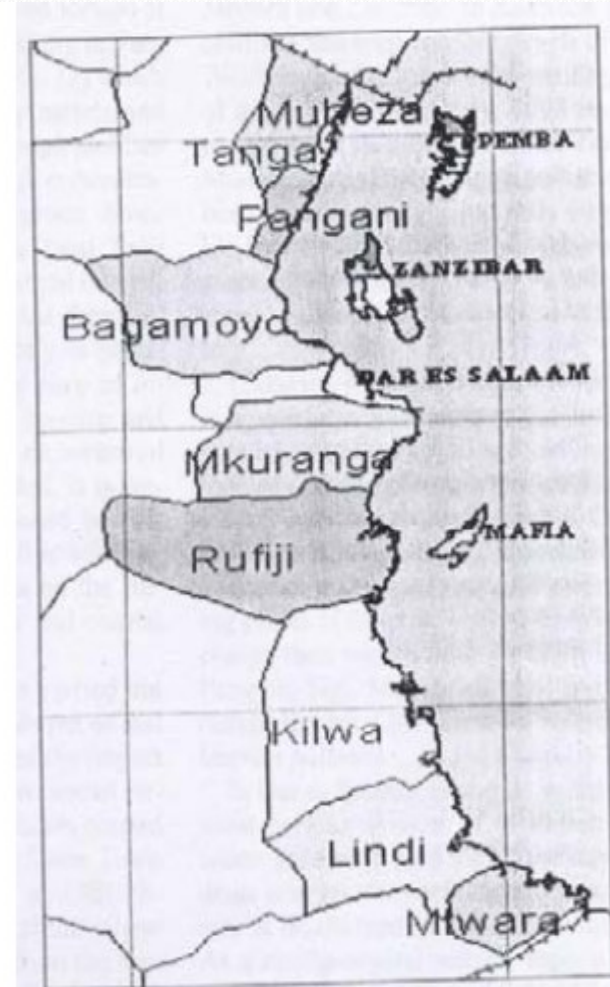 Muheza
PEMBA
Tanga
Pangani
ZANZIBAR
Bagamoyo
DAR ES SALAAM
Mkuranga
MAFIA
Rufiji
Kilwa
Lindi
Mtwara